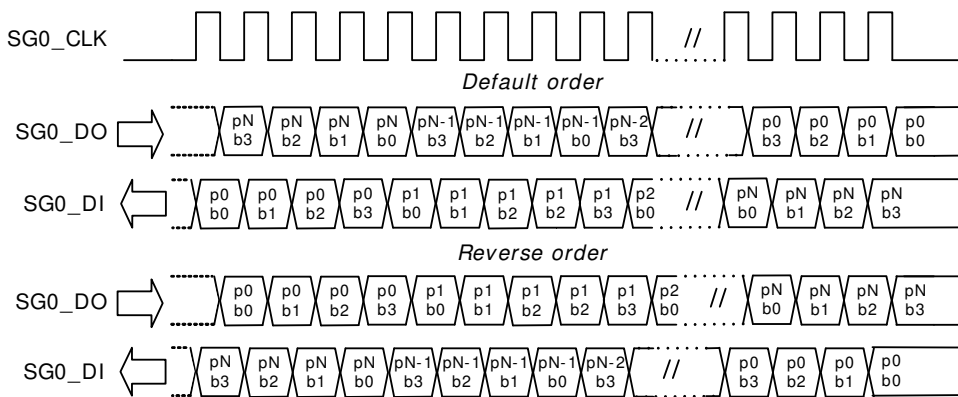 SG0_CLK //
Default order
SG0_DO pN b3 pN b2 pN b1 pN b0 pN-1 b3 pN-1 b2 pN-1 b1 pN-1 b0 pN-2 b3 // p0 b3 p0 b2 p0 b1 p0 b0
SG0_DI p0 b0 p0 b1 p0 b2 p0 b3 p1 b0 p1 b1 p1 b2 p1 b2 p1 b3 p2 b0 // pN b0 pN b1 pN b2 pN b3
Reverse order
SG0_DO p0 b0 p0 b1 p0 b2 p0 b3 p1 b0 p1 b1 p1 b2 p1 b2 p1 b3 p2 b0 // pN b0 pN b1 pN b2 pN b3
SG0_DI pN b3 pN b2 pN b1 pN b0 pN-1 b3 pN-1 b2 pN-1 b1 pN-1 b0 pN-2 b3 // p0 b3 p0 b2 p0 b1 p0 b0